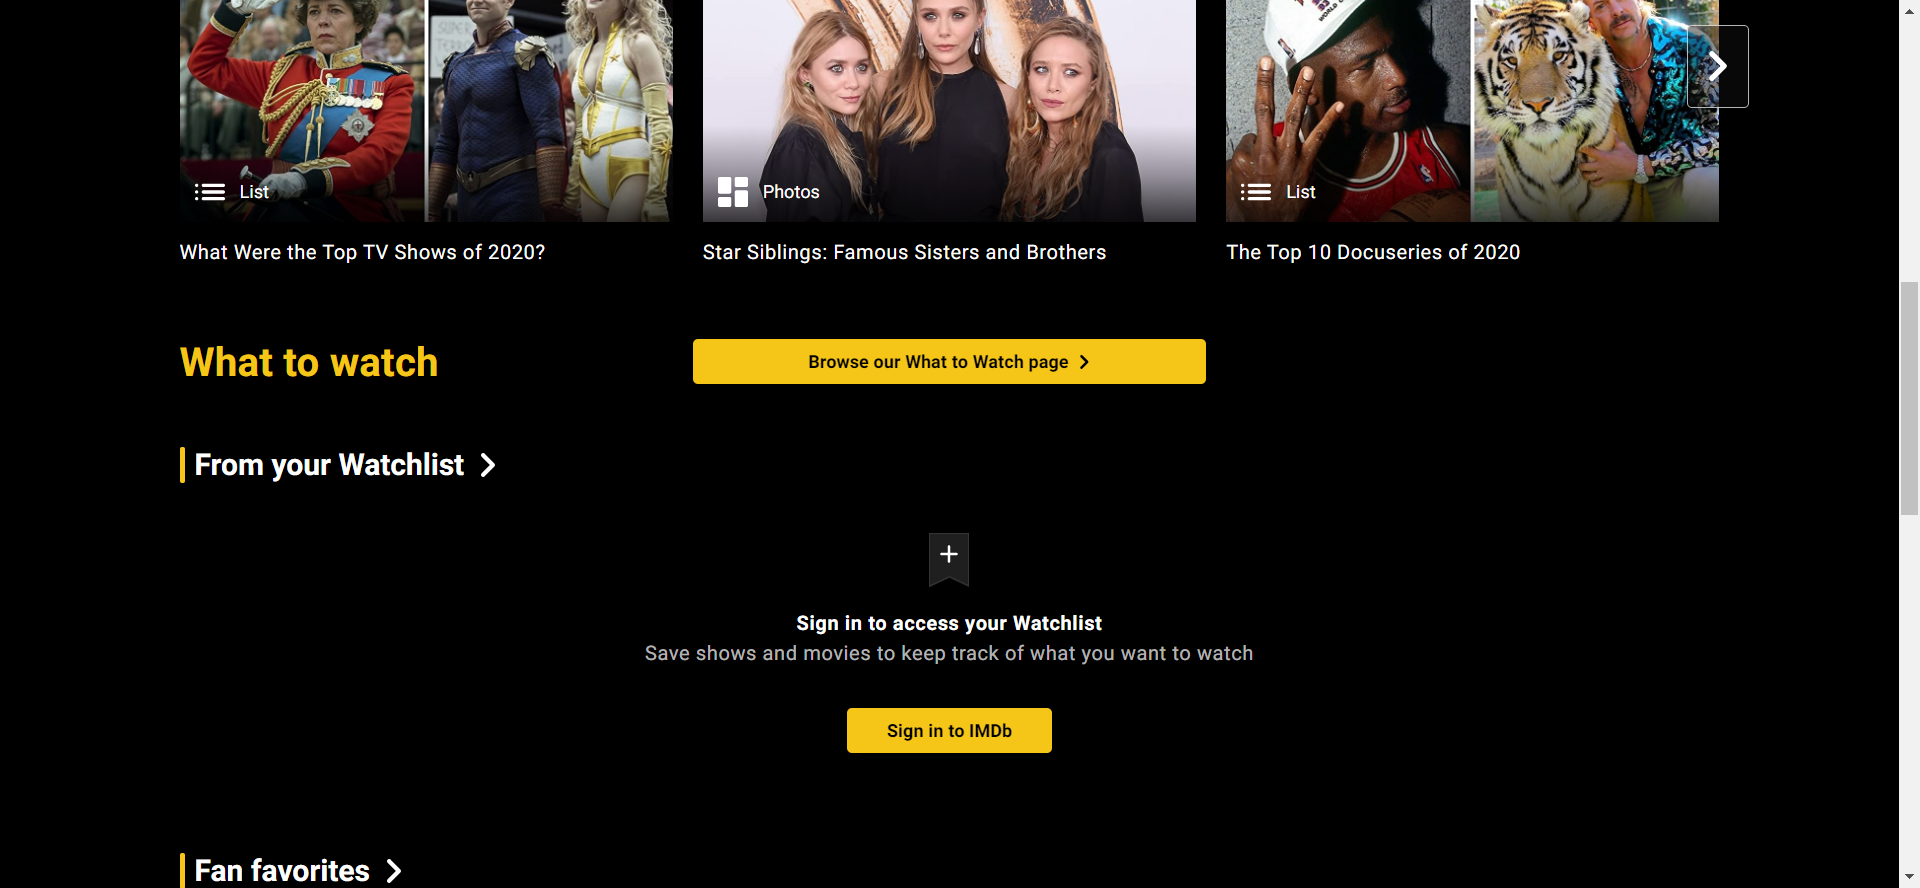 List
Photos
List
What Were the Top TV Shows of 2020?
Star Siblings: Famous Sisters and Brothers
The Top 10 Docuseries of 2020
What to watch
Browse our What to Watch page
From your Watchlist
Sign in to access your Watchlist
Save shows and movies to keep track of what you want to watch
Sign in to IMDb
Fan favorites